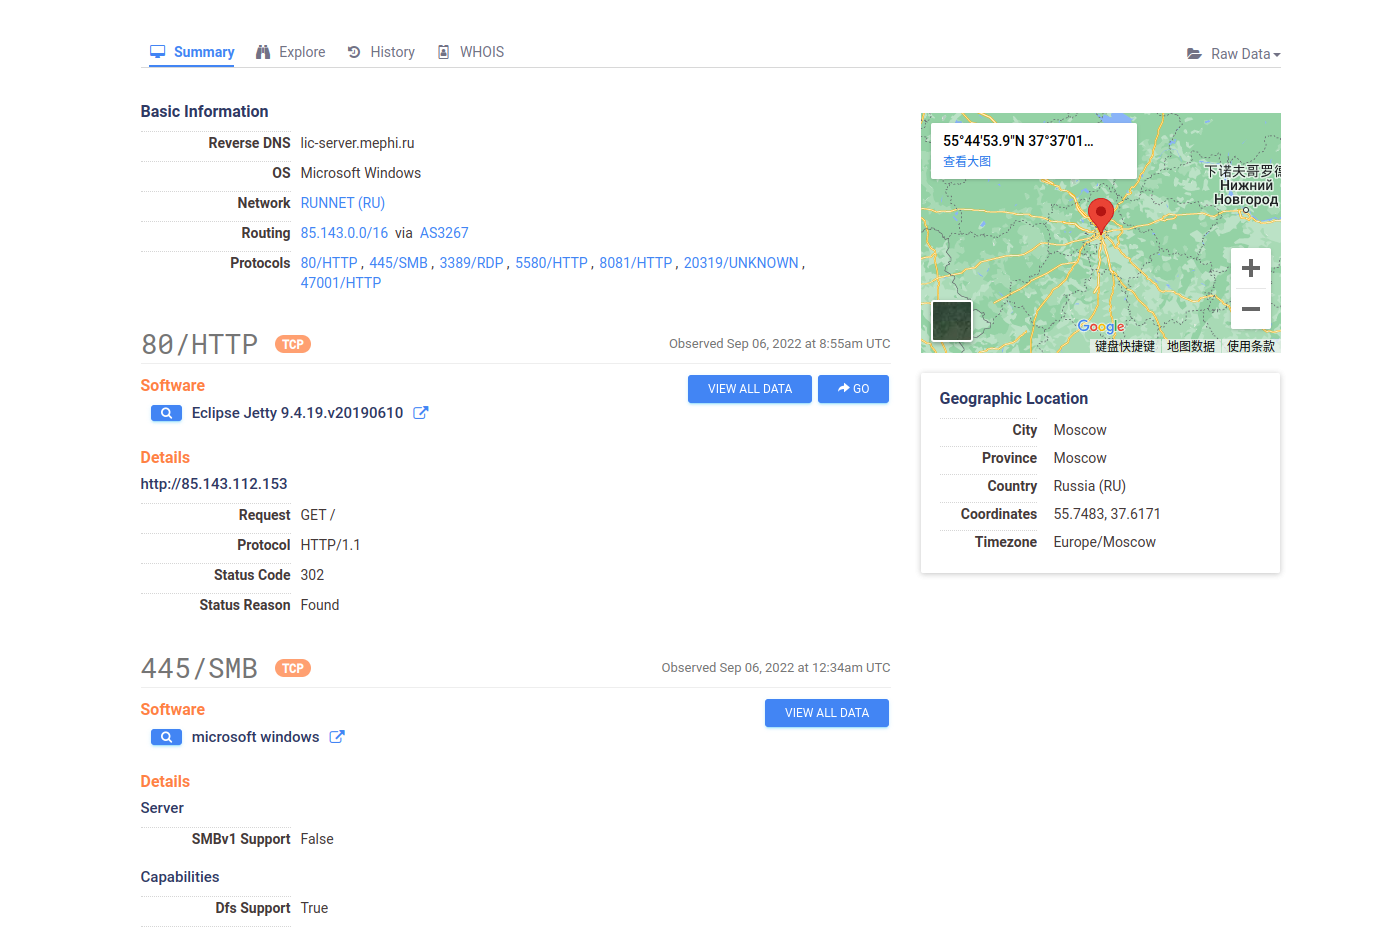 Summary Explore History WHOIS Raw Data
Basic Information
Reverse DNS lic-server.mephi.ru
OS Microsoft Windows
Network RUNNET (RU)
Routing 85.143.0.0/16 via AS3267
Protocols 80/HTTP , 445/SMB , 3389/RDP , 5580/HTTP , 8081/HTTP , 20319/UNKNOWN ,
47001/HTTP
80/HTTP TCP Observed Sep 06, 2022 at 8:55am UTC
Software VIEW ALL DATA GO
Eclipse Jetty 9.4.19.v20190610
Details
http://85.143.112.153
Request GET /
Protocol HTTP/1.1
Status Code 302
Status Reason Found
445/SMB TCP Observed Sep 06, 2022 at 12:34am UTC
Software VIEW ALL DATA
microsoft windows
Details
Server
SMBv1 Support False
Capabilities
Dfs Support True
55°44'53.9"N 37°37'01...
查看大图
下诺夫哥罗德
Нижний
Новгород
Google
键盘快捷键 地图数据 使用条款
Geographic Location
City Moscow
Province Moscow
Country Russia (RU)
Coordinates 55.7483, 37.6171
Timezone Europe/Moscow